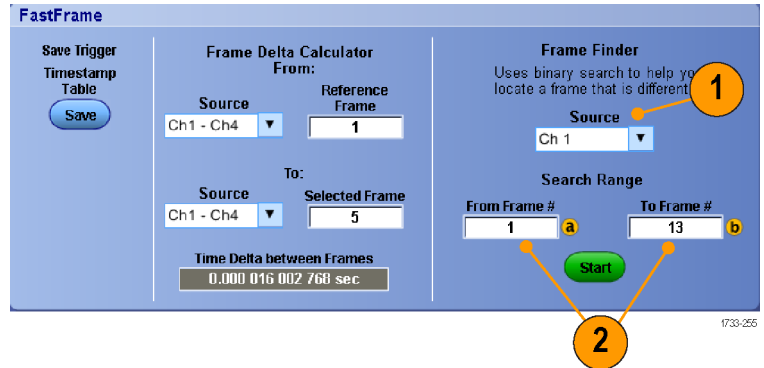 FastFrame
Save Trigger
Timestamp
Table
Save
Frame Delta Calculator
From:
Source
Reference
Frame
Ch1 - Ch4
1
To:
Source
Selected Frame
Ch1 - Ch4
5
Time Delta between Frames
0.000 016 002 768 sec
Frame Finder
Uses binary search to help
locate a frame that is different
1
Source
Ch 1
Search Range
From Frame #
To Frame #
1
a
13
b
Start
2
1733-255